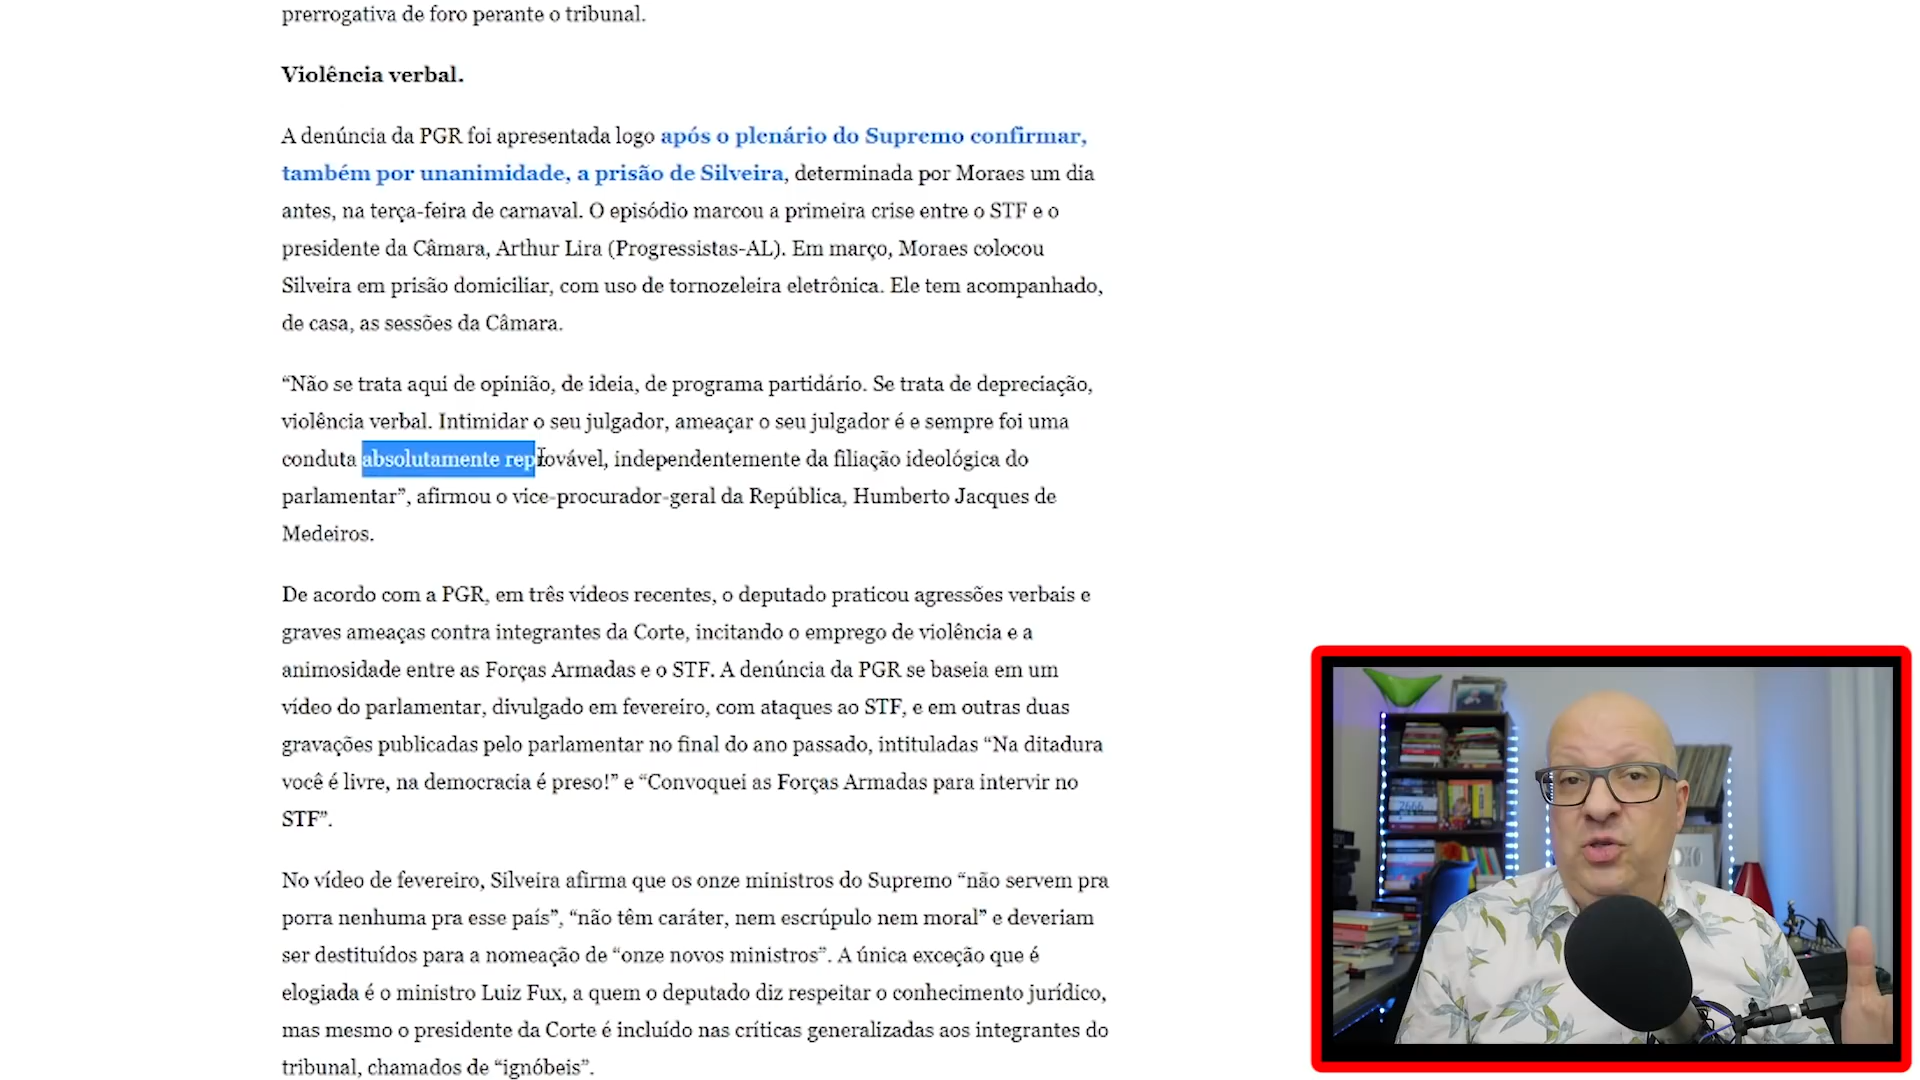 prerrogativa de foro perante o tribunal.
Violência verbal.
A denúncia da PGR foi apresentada logo após o plenário do Supremo confirmar,
também por unanimidade, a prisão de Silveira, determinada por Moraes um dia
antes, na terça-feira de carnaval. O episódio marcou a primeira crise entre o STF e o
presidente da Câmara, Arthur Lira (Progressistas-AL). Em março, Moraes colocou
Silveira em prisão domiciliar, com uso de tornozeleira eletrônica. Ele tem acompanhado,
de casa, as sessões da Câmara.
“Não se trata aqui de opinião, de ideia, de programa partidário. Se trata de depreciação,
violência verbal. Intimidar o seu julgador, ameaçar o seu julgador é e sempre foi uma
conduta absolutamente reprovável, independentemente da filiação ideológica do
parlamentar”, afirmou o vice-procurador-geral da República, Humberto Jacques de
Medeiros.
De acordo com a PGR, em três vídeos recentes, o deputado praticou agressões verbais e
graves ameaças contra integrantes da Corte, incitando o emprego de violência e a
animosidade entre as Forças Armadas e o STF. A denúncia da PGR se baseia em um
vídeo do parlamentar, divulgado em fevereiro, com ataques ao STF, e em outras duas
gravações publicadas pelo parlamentar no final do ano passado, intituladas “Na ditadura
você é livre, na democracia é preso!” e “Convoquei as Forças Armadas para intervir no
STF”.
No vídeo de fevereiro, Silveira afirma que os onze ministros do Supremo “não servem pra
porra nenhuma pra esse país”, “não têm caráter, nem escrúpulo nem moral” e deveriam
ser destituídos para a nomeação de “onze novos ministros”. A única exceção que é
elogiada é o ministro Luiz Fux, a quem o deputado diz respeitar o conhecimento jurídico,
mas mesmo o presidente da Corte é incluído nas críticas generalizadas aos integrantes do
tribunal, chamados de “ignóbeis”.
2666